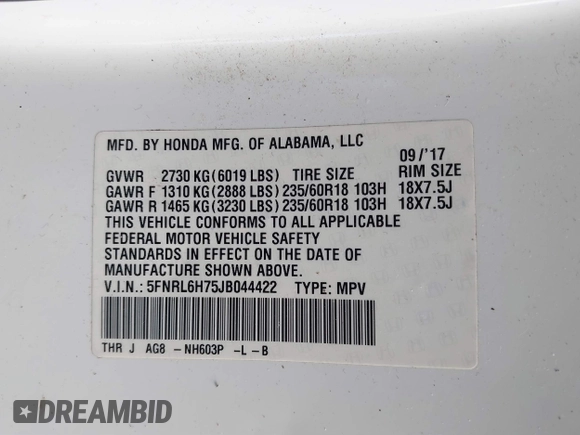 MFD. BY HONDA MFG. OF ALABAMA, LLC
09/'17
GVWR 2730 KG(6019 LBS) TIRE SIZE RIM SIZE
GAWR F 1310 KG(2888 LBS) 235/60R18 103H 18X7.5J
GAWR R 1465 KG(3230 LBS) 235/60R18 103H 18X7.5J
THIS VEHICLE CONFORMS TO ALL APPLICABLE
FEDERAL MOTOR VEHICLE SAFETY
STANDARDS IN EFFECT ON THE DATE OF
MANUFACTURE SHOWN ABOVE.
V.I.N.: 5FNRL6H75JB044422 TYPE: MPV
THR J AG8 -NH603P -L -B
DREAMBID